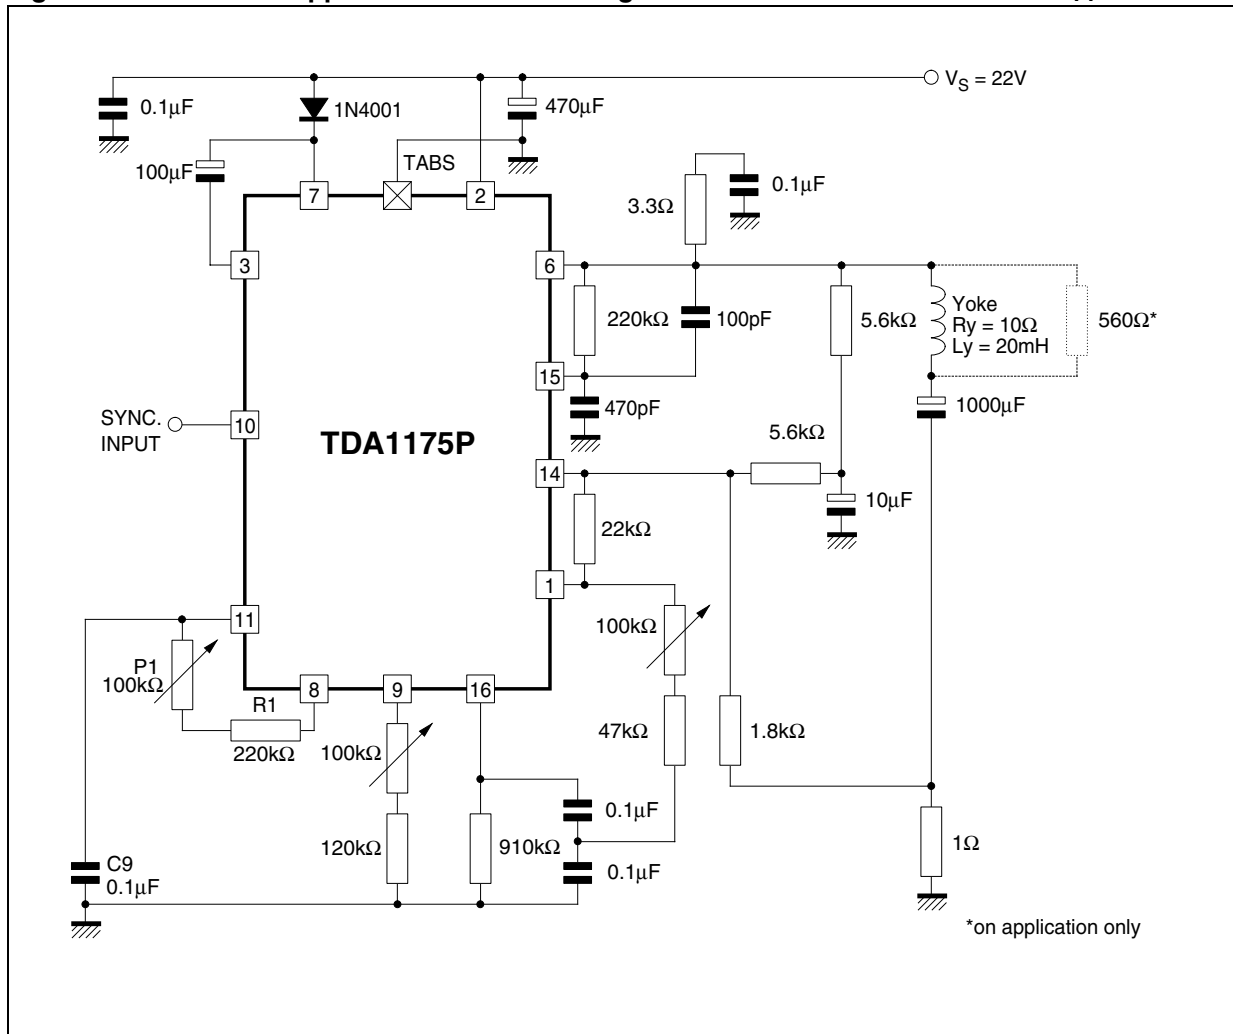 V_S = 22V
0.1μF
1N4001
470μF
100μF
TABS
7
2
3.3Ω
0.1μF
3
6
220kΩ
100pF
5.6kΩ
Yoke
Ry = 10Ω
Ly = 20mH
560Ω*
15
470pF
1000μF
SYNC.
INPUT
10
TDA1175P
5.6kΩ
14
10μF
22kΩ
1
100kΩ
11
P1
100kΩ
R1
220kΩ
8
9
16
100kΩ
47kΩ
1.8kΩ
0.1μF
120kΩ
910kΩ
0.1μF
1Ω
C9
0.1μF
*on application only